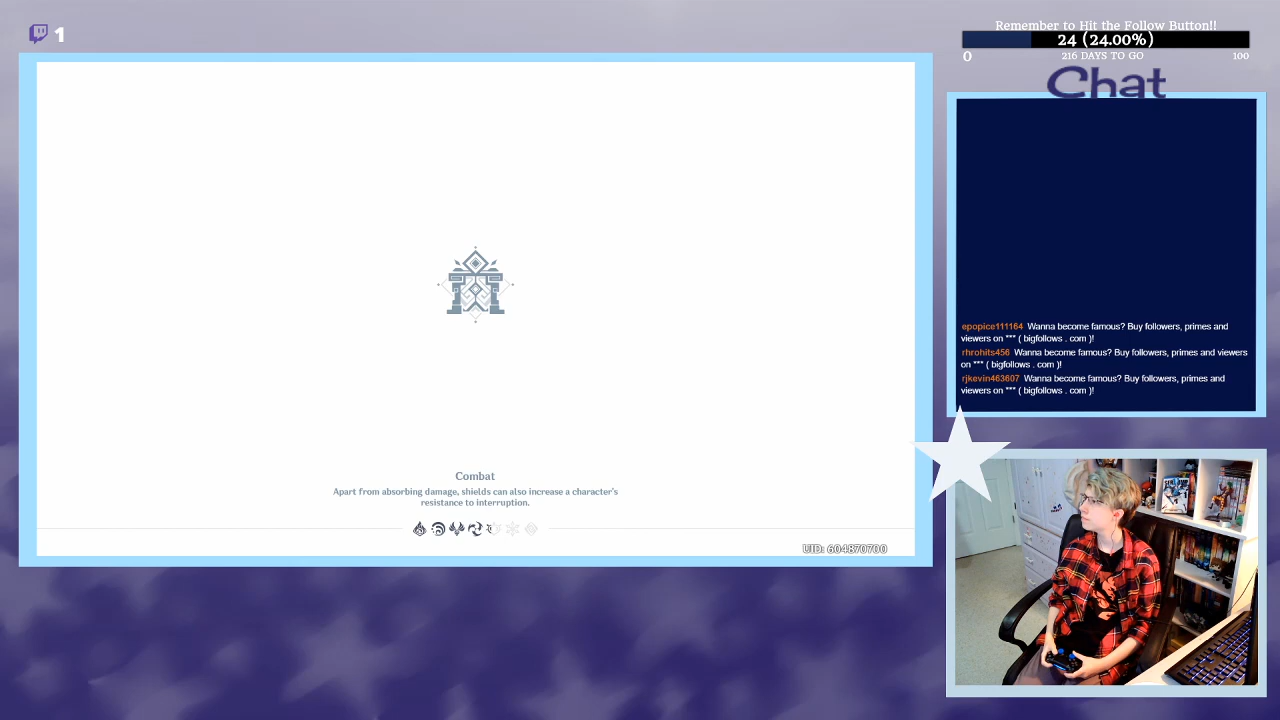 1
Remember to Hit the Follow Button!!
24 (24.00%)
0 216 DAYS TO GO 100
Chat
epopice111164 Wanna become famous? Buy followers, primes and
viewers on *** ( bigfollows . com )!
rhrohits456 Wanna become famous? Buy followers, primes and viewers
on *** ( bigfollows . com )!
rjkevin463607 Wanna become famous? Buy followers, primes and
viewers on *** ( bigfollows . com )!
Combat
Apart from absorbing damage, shields can also increase a character's
resistance to interruption.
UID: 604870700